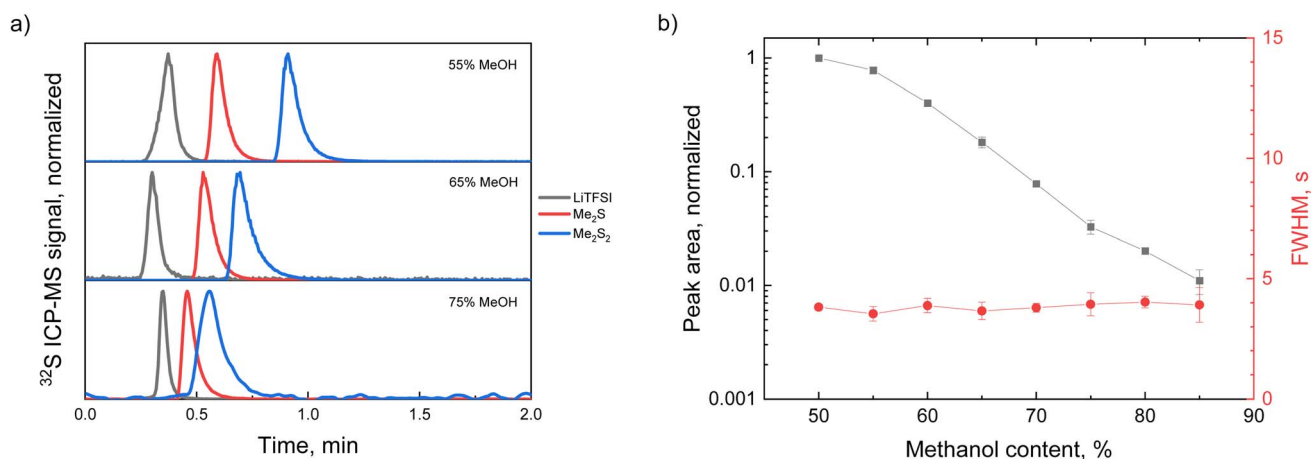 a)
³²S ICP-MS signal, normalized
55% MeOH
65% MeOH
75% MeOH
LiTFSI
Me₂S
Me₂S₂
0.0
0.5
1.0
1.5
2.0
Time, min
b)
Peak area, normalized
1
0.1
0.01
0.001
50
60
70
80
90
Methanol content, %
15
10
5
0
FWHM, s